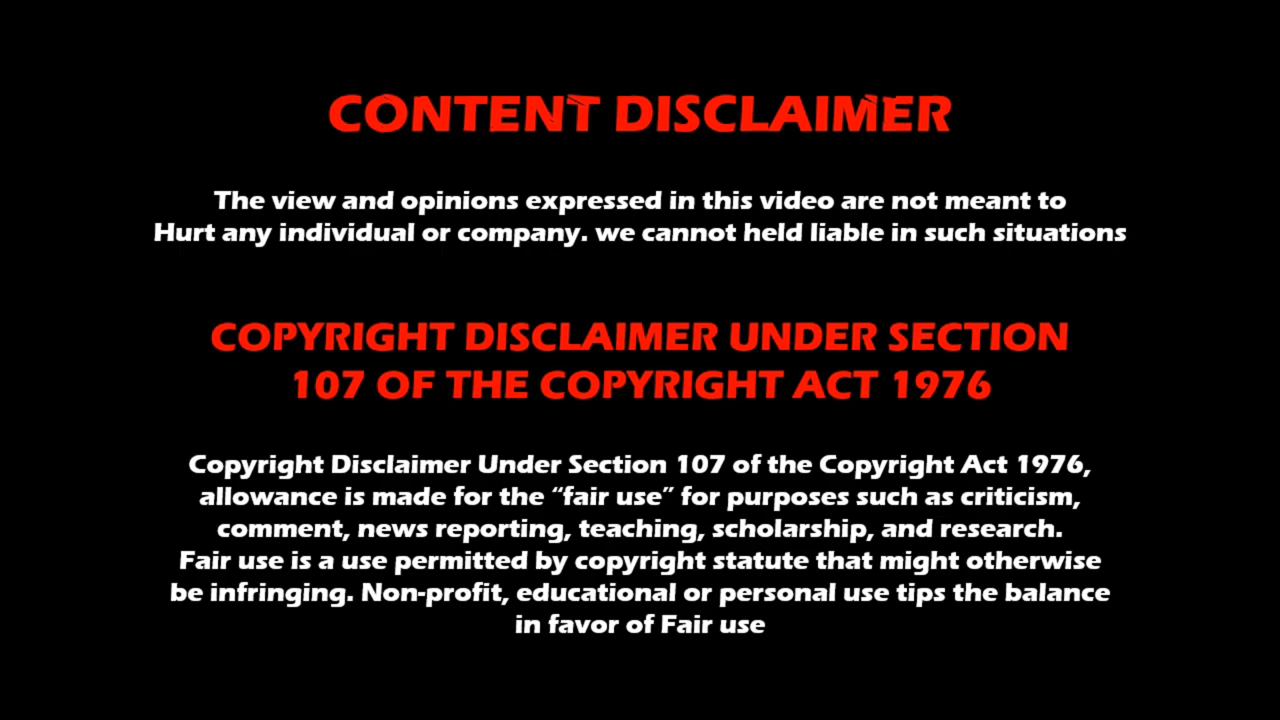 CONTENT DISCLAIMER
The view and opinions expressed in this video are not meant to
Hurt any individual or company. we cannot held liable in such situations
COPYRIGHT DISCLAIMER UNDER SECTION
107 OF THE COPYRIGHT ACT 1976
Copyright Disclaimer Under Section 107 of the Copyright Act 1976,
allowance is made for the “fair use” for purposes such as criticism,
comment, news reporting, teaching, scholarship, and research.
Fair use is a use permitted by copyright statute that might otherwise
be infringing. Non-profit, educational or personal use tips the balance
in favor of Fair use